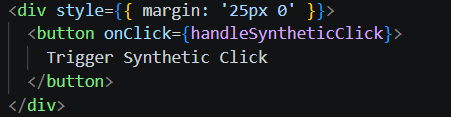 <div style={{ margin: '25px 0' }}>
<button onClick={handleSyntheticClick}>
Trigger Synthetic Click
</button>
</div>